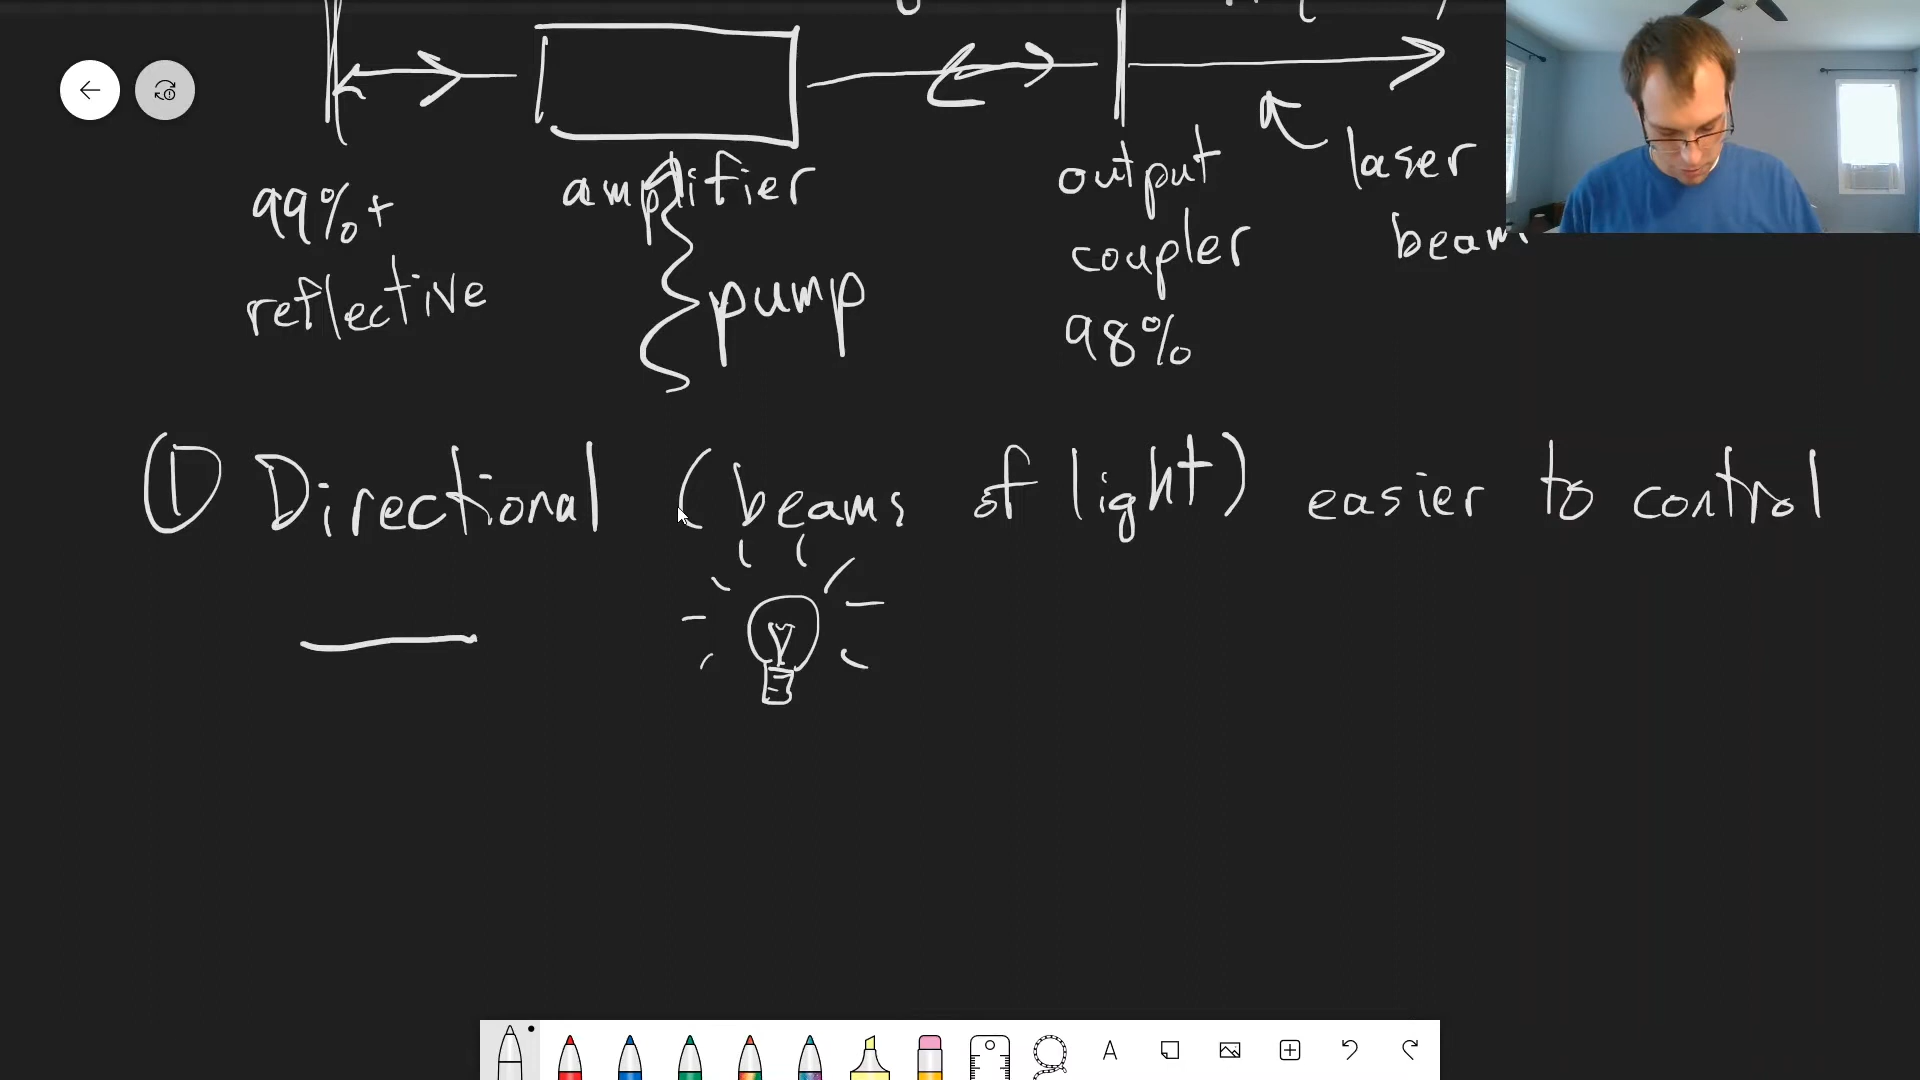 amplifier
99%+
reflective
pump
output
coupler
98%
laser
beam
① Directional (beams of light) easier to control
A